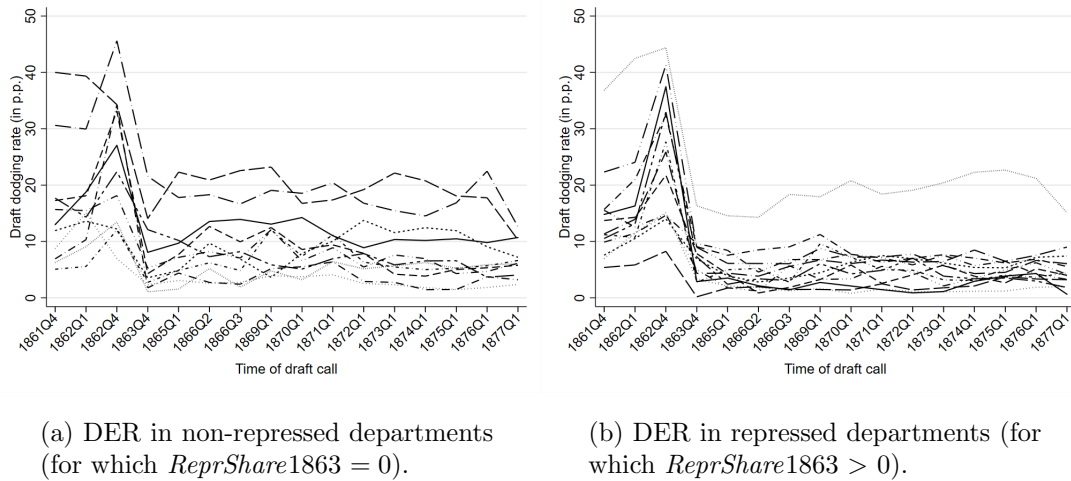 50
40
30
20
10
0
Draft dodging rate (in p.p.)
1861Q4
1862Q1
1862Q4
1863Q4
1865Q1
1866Q2
1866Q3
1869Q1
1870Q1
1871Q1
1872Q1
1873Q1
1874Q1
1875Q1
1876Q1
1877Q1
Time of draft call
50
40
30
20
10
0
Draft dodging rate (in p.p.)
1861Q4
1862Q1
1862Q4
1863Q4
1865Q1
1866Q2
1866Q3
1869Q1
1870Q1
1871Q1
1872Q1
1873Q1
1874Q1
1875Q1
1876Q1
1877Q1
Time of draft call
(a) DER in non-repressed departments
(for which ReprShare1863 = 0).
(b) DER in repressed departments (for
which ReprShare1863 > 0).